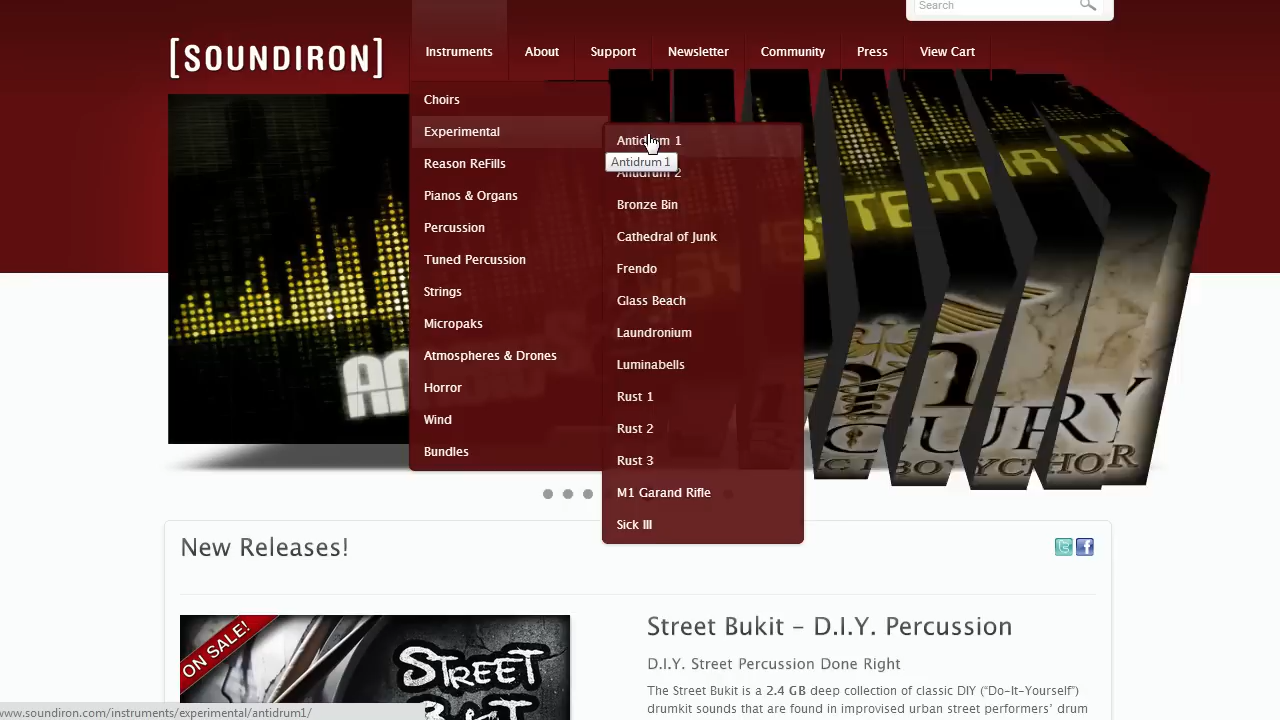 Search
[SOUNDIRON]
Instruments
About
Support
Newsletter
Community
Press
View Cart
Choirs
Experimental
Reason ReFills
Pianos & Organs
Percussion
Tuned Percussion
Strings
Micropaks
Atmospheres & Drones
Horror
Wind
Bundles
Antidrum 1
Antidrum 1
Antidrum 2
Bronze Bin
Cathedral of Junk
Frendo
Glass Beach
Laundronium
Luminabells
Rust 1
Rust 2
Rust 3
M1 Garand Rifle
Sick III
New Releases!
ON SALE!
STREET
Street Bukit - D.I.Y. Percussion
D.I.Y. Street Percussion Done Right
The Street Bukit is a 2.4 GB deep collection of classic DIY (“Do-It-Yourself”)
drumkit sounds that are found in improvised urban street performers' drum
www.soundiron.com/instruments/experimental/antidrum1/